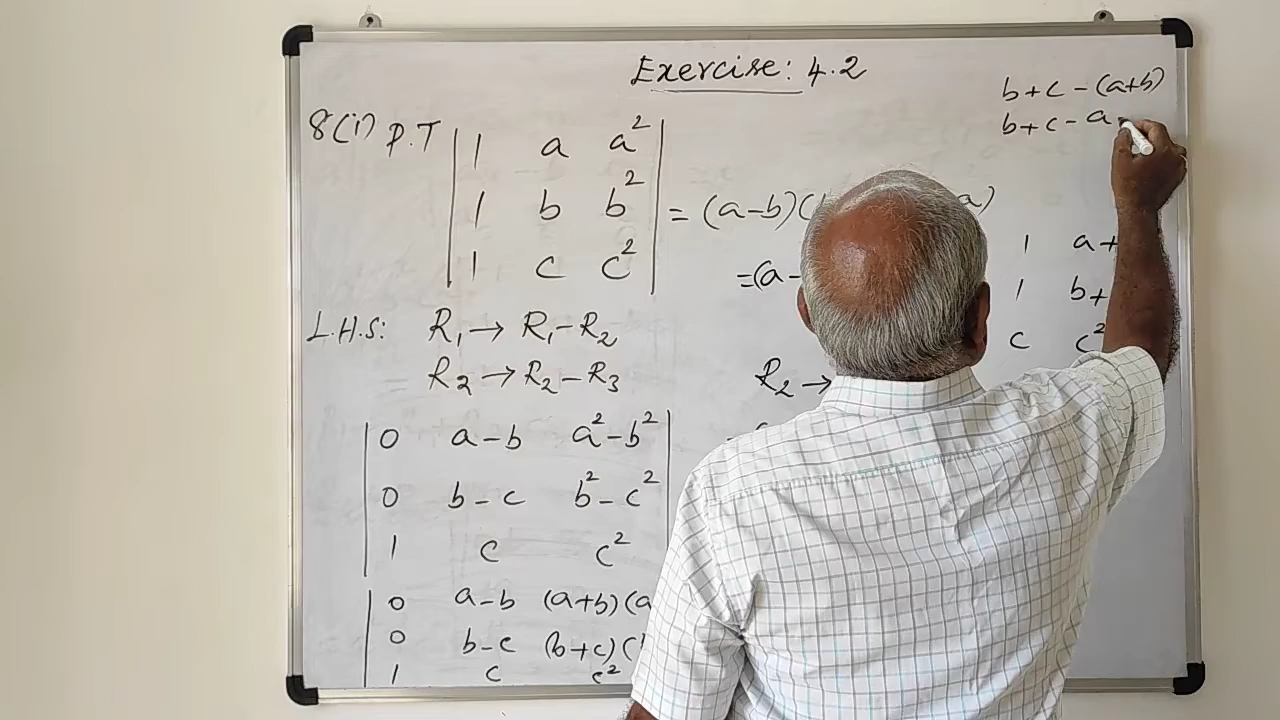 Exercise: 4.2
b+c-(a+b)
b+c-a
8(i) P.T | 1 a a² |
| 1 b b² | = (a-b)( a)
| 1 c c² |
=(a-
1 a+
1 b+
c c²
L.H.S: R₁→ R₁-R₂
R₂→R₂-R₃
R₂→
| 0 a-b a²-b² |
| 0 b-c b²-c² |
| 1 c c² |
| 0 a-b (a+b)(a
| 0 b-c (b+c)(
| 1 c c²